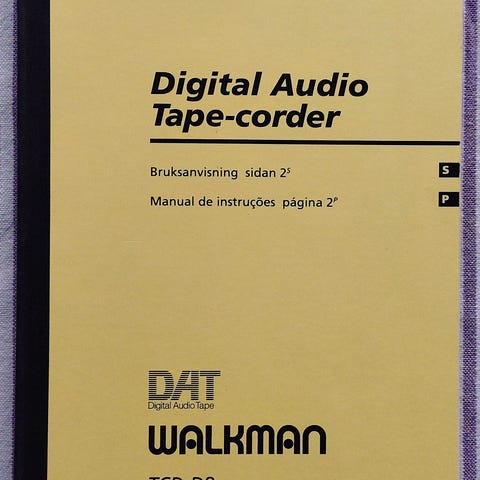 Digital Audio
Tape-corder
Bruksanvisning sidan 2ˢ
S
Manual de instruções página 2ᴾ
P
DAT
Digital Audio Tape
WALKMAN